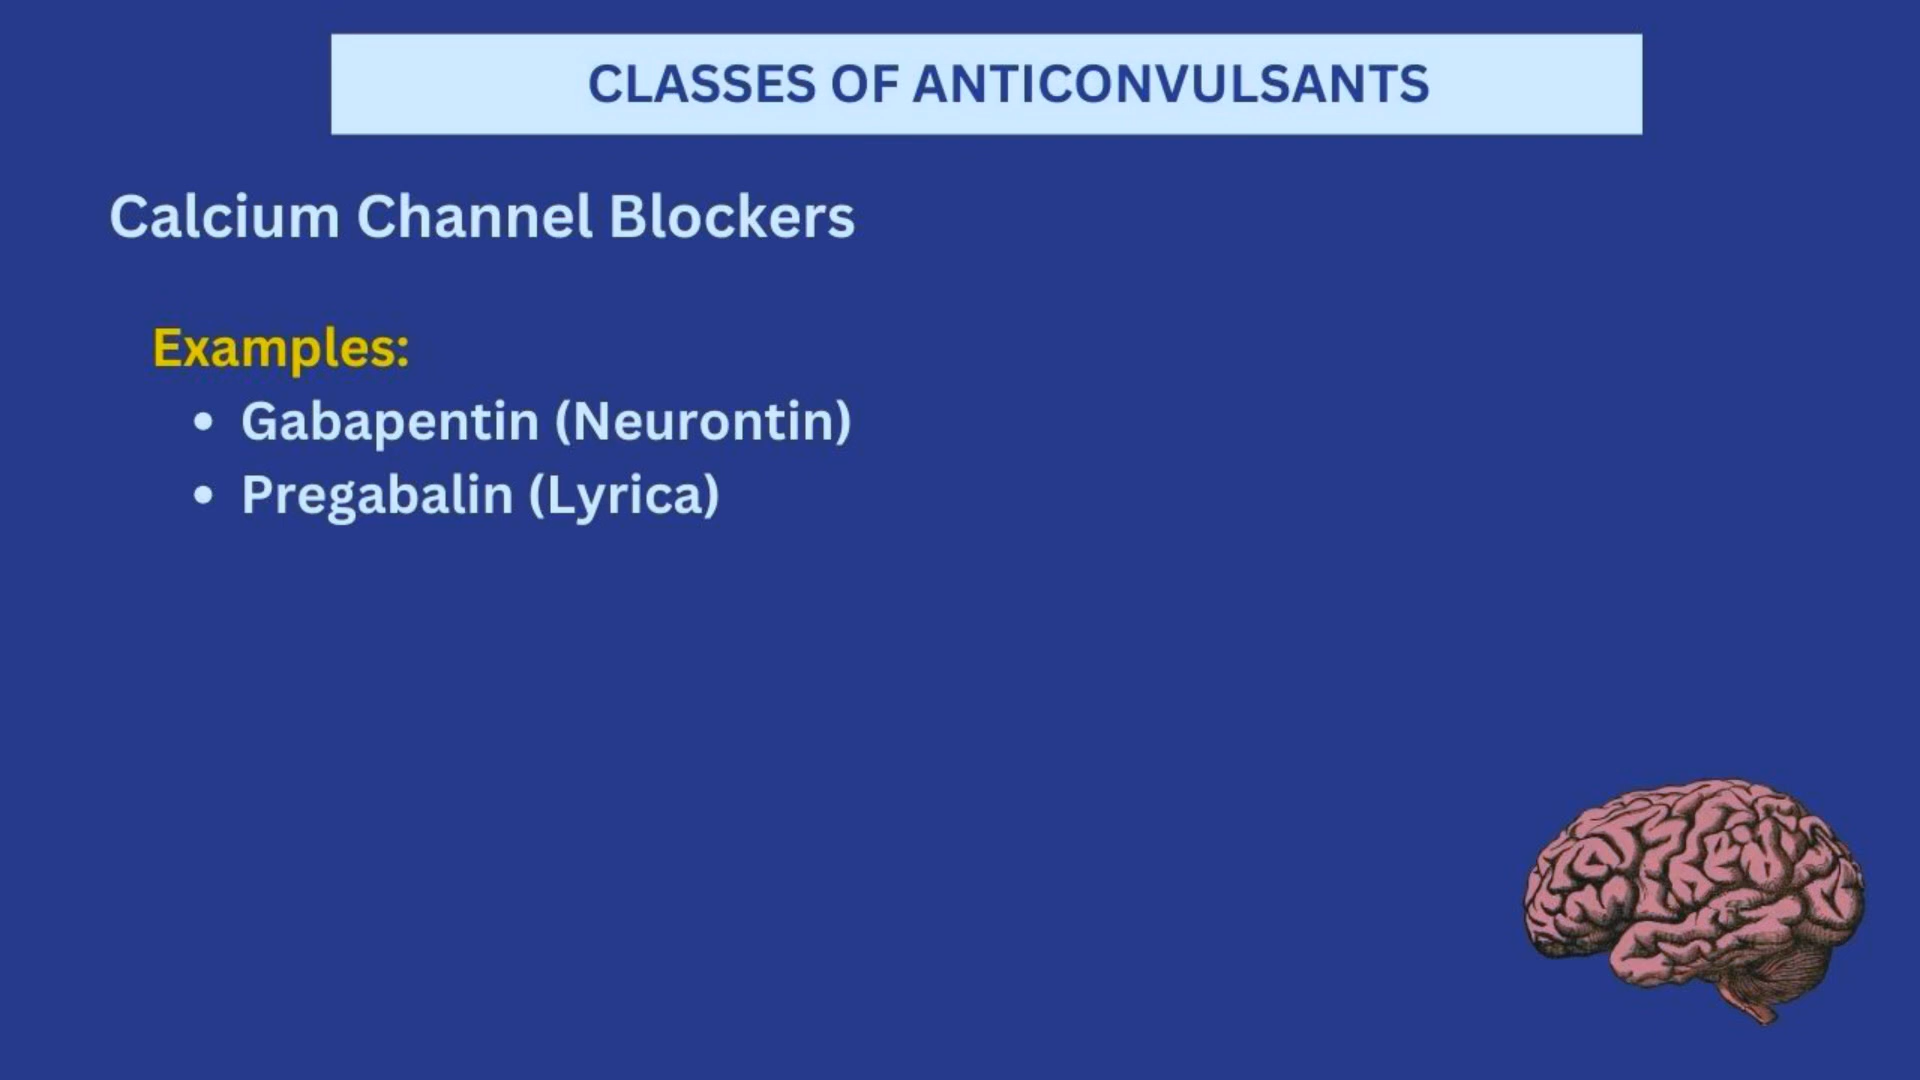 CLASSES OF ANTICONVULSANTS
Calcium Channel Blockers
Examples:
• Gabapentin (Neurontin)
• Pregabalin (Lyrica)